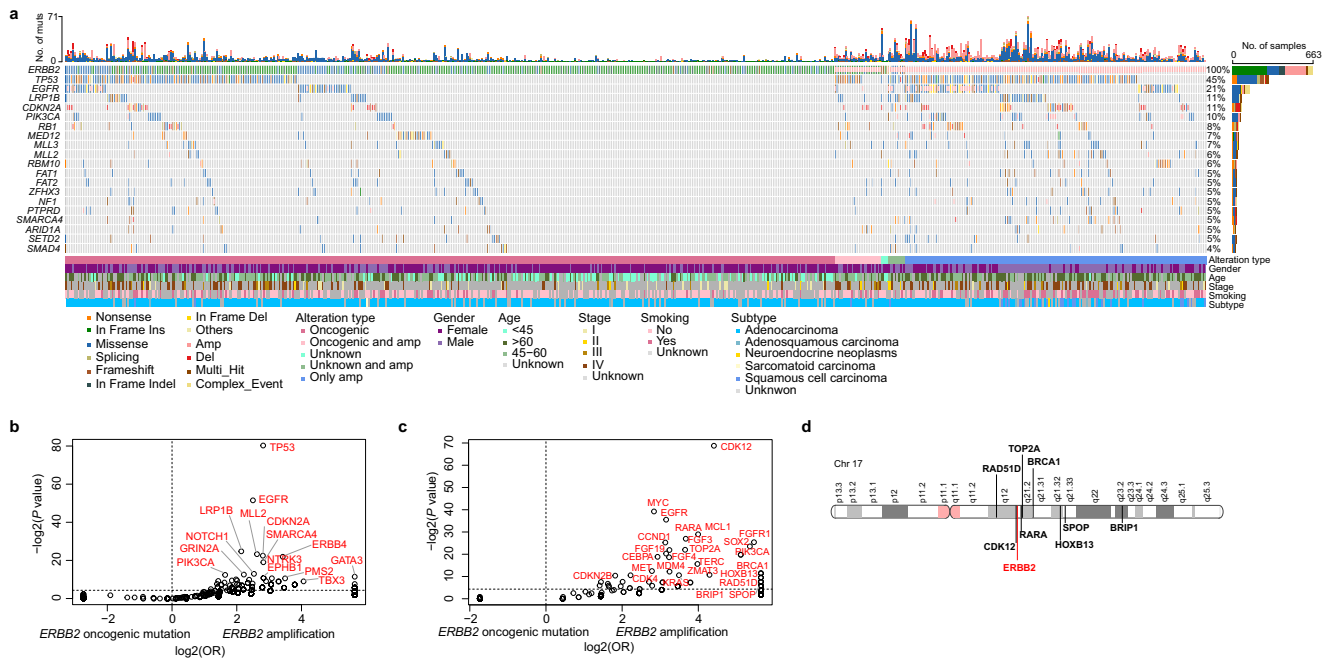 a
71
No. of muts
0
No. of samples
0 663
ERBB2 100%
TP53 45%
EGFR 21%
LRP1B 11%
CDKN2A 11%
PIK3CA 10%
RB1 8%
MED12 7%
MLL3 7%
MLL2 6%
RBM10 6%
FAT1 5%
FAT2 5%
ZFHX3 5%
NF1 5%
PTPRD 5%
SMARCA4 5%
ARID1A 5%
SETD2 5%
SMAD4 4%
Alteration type
Gender
Age
Stage
Smoking
Subtype
Nonsense
In Frame Ins
Missense
Splicing
Frameshift
In Frame Indel
In Frame Del
Others
Amp
Del
Multi_Hit
Complex_Event
Alteration type
Oncogenic
Oncogenic and amp
Unknown
Unknown and amp
Only amp
Gender
Female
Male
Age
<45
>60
45−60
Unknown
Stage
I
II
III
IV
Unknown
Smoking
No
Yes
Unknown
Subtype
Adenocarcinoma
Adenosquamous carcinoma
Neuroendocrine neoplasms
Sarcomatoid carcinoma
Squamous cell carcinoma
Unknwon
b
80
60
40
20
0
−log2(P value)
TP53
EGFR
LRP1B
MLL2
CDKN2A
SMARCA4
NOTCH1
ERBB4
GRIN2A
NTRK3
GATA3
PIK3CA
EPHB1
PMS2
TBX3
−2 0 2 4
ERBB2 oncogenic mutation ERBB2 amplification
log2(OR)
c
70
60
50
40
30
20
10
0
−log2(P value)
CDK12
MYC
EGFR
RARA MCL1
CCND1
FGF3
FGFR1
SOX2
FGF19
TOP2A
PIK3CA
CEBPA
FGF4
TERC
BRCA1
MET
MDM4
ZMAT3
HOXB13
CDKN2B
CDK4
KRAS
RAD51D
BRIP1
SPOP
−2 0 2 4
ERBB2 oncogenic mutation ERBB2 amplification
log2(OR)
d
Chr 17
TOP2A
RAD51D
BRCA1
p13.3
p13.2
p13.1
p12
p11.2
p11.1
q11.1
q11.2
q12
q21.2
q21.31
q21.32
q21.33
q22
q23.2
q23.3
q24.1
q24.2
q24.3
q25.1
q25.3
CDK12
RARA
SPOP
HOXB13
BRIP1
ERBB2